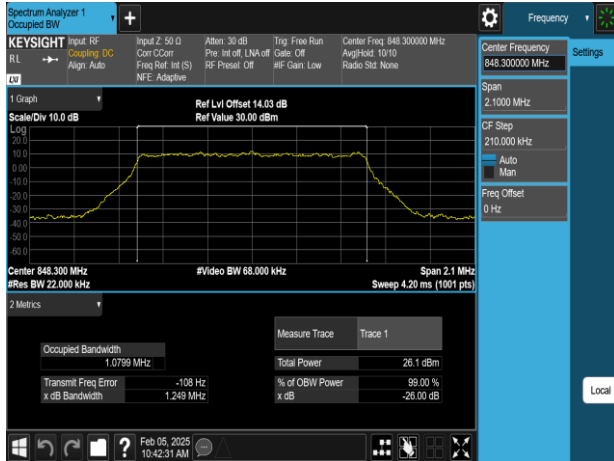 Spectrum Analyzer 1
Occupied BW
Frequency
KEYSIGHT
Input: RF
Coupling: DC
Align: Auto
RL
LXI
Input Z: 50 Ω
Corr CCorr
Freq Ref: Int (S)
NFE: Adaptive
Atten: 30 dB
Pre: Int off, LNA off
RF Preset: Off
Trig: Free Run
Gate: Off
#IF Gain: Low
Center Freq: 848.300000 MHz
Avg|Hold: 10/10
Radio Std: None
Center Frequency
848.300000 MHz
Settings
Span
2.1000 MHz
CF Step
210.000 kHz
Auto
Man
Freq Offset
0 Hz
Local
1 Graph
Scale/Div 10.0 dB
Ref Lvl Offset 14.03 dB
Ref Value 30.00 dBm
Log
20.0
10.0
0.00
-10.0
-20.0
-30.0
-40.0
-50.0
-60.0
Center 848.300 MHz
#Video BW 68.000 kHz
Span 2.1 MHz
#Res BW 22.000 kHz
Sweep 4.20 ms (1001 pts)
2 Metrics
Measure Trace
Trace 1
Occupied Bandwidth
1.0799 MHz
Total Power
26.1 dBm
Transmit Freq Error
-108 Hz
% of OBW Power
99.00 %
x dB Bandwidth
1.249 MHz
x dB
-26.00 dB
?
Feb 05, 2025
10:42:31 AM